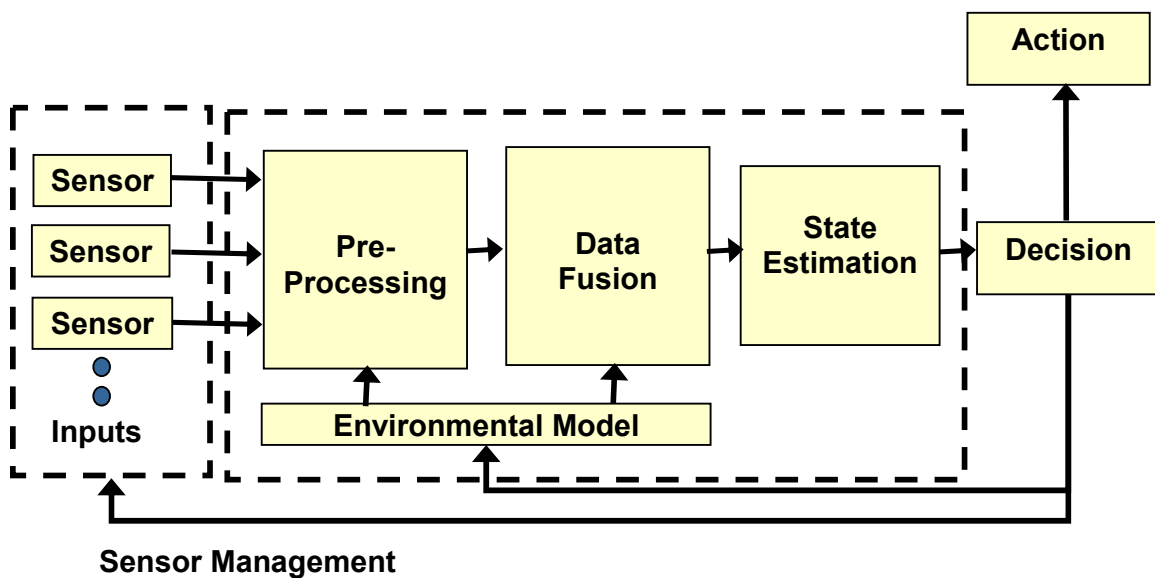 Action
Sensor
Sensor
Sensor
Inputs
Pre-
Processing
Data
Fusion
State
Estimation
Decision
Environmental Model
Sensor Management